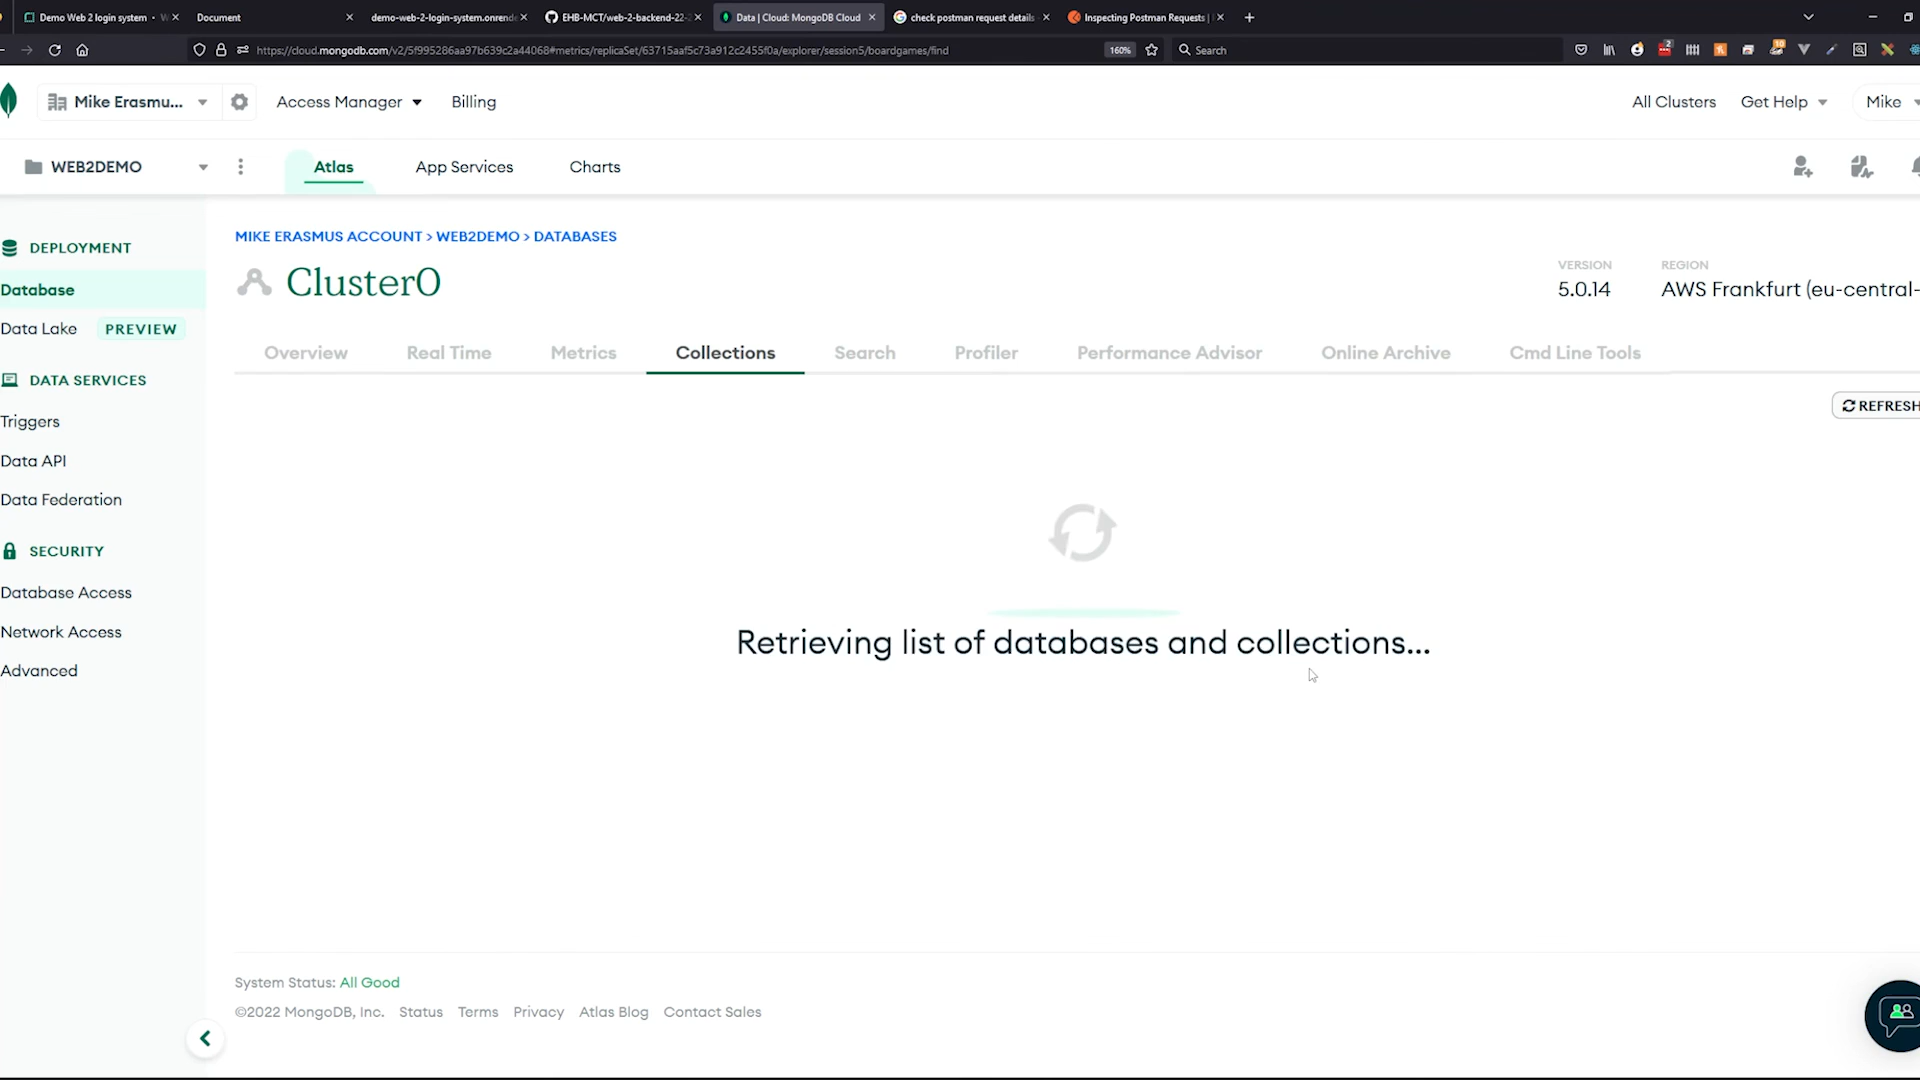 Demo Web 2 login system
Document
demo-web-2-login-system.onrende
EHB-MCT/web-2-backend-22-2
Data | Cloud: MongoDB Cloud
check postman request details
Inspecting Postman Requests |
https://cloud.mongodb.com/v2/5f995286aa97b639c2a44068#metrics/replicaSet/63715aaf5c73a912c2455f0a/explorer/session5/boardgames/find
160%
Search
Mike Erasmu...
Access Manager
Billing
All Clusters
Get Help
Mike
WEB2DEMO
Atlas
App Services
Charts
DEPLOYMENT
Database
Data Lake
PREVIEW
DATA SERVICES
Triggers
Data API
Data Federation
SECURITY
Database Access
Network Access
Advanced
MIKE ERASMUS ACCOUNT > WEB2DEMO > DATABASES
Cluster0
VERSION
5.0.14
REGION
AWS Frankfurt (eu-central-
Overview
Real Time
Metrics
Collections
Search
Profiler
Performance Advisor
Online Archive
Cmd Line Tools
REFRESH
Retrieving list of databases and collections...
System Status: All Good
©2022 MongoDB, Inc. Status Terms Privacy Atlas Blog Contact Sales